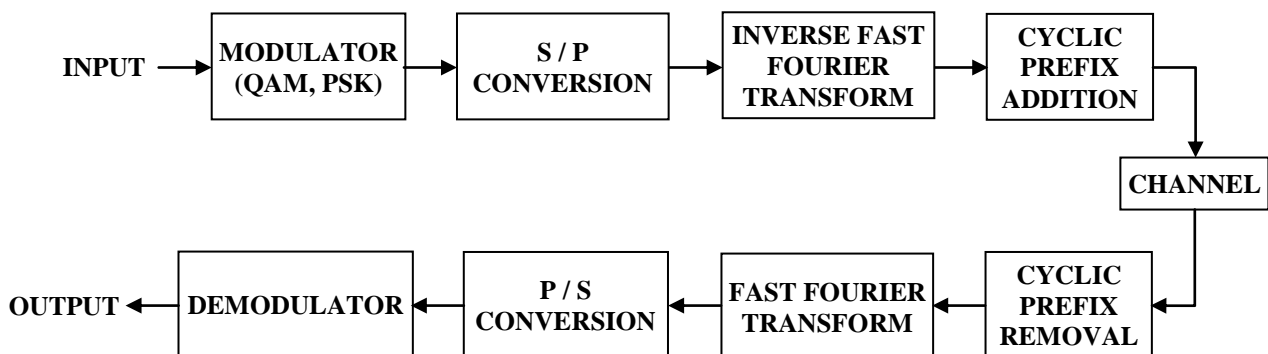 INPUT
MODULATOR
(QAM, PSK)
S / P
CONVERSION
INVERSE FAST
FOURIER
TRANSFORM
CYCLIC
PREFIX
ADDITION
CHANNEL
OUTPUT
DEMODULATOR
P / S
CONVERSION
FAST FOURIER
TRANSFORM
CYCLIC
PREFIX
REMOVAL